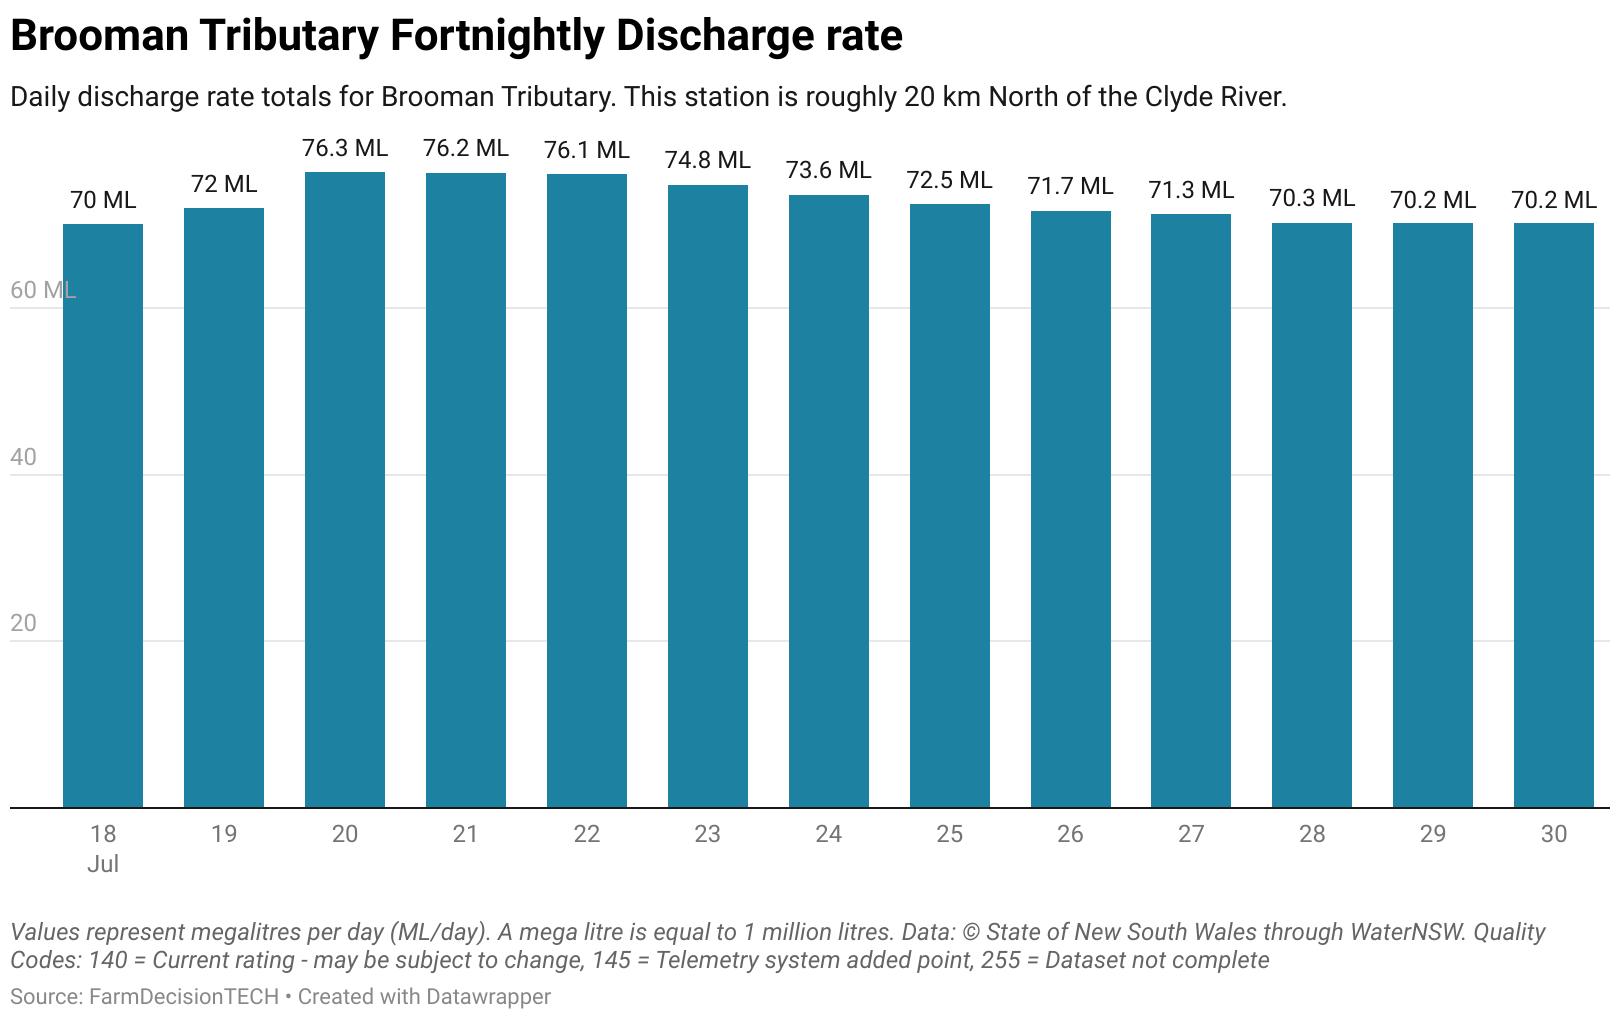 Brooman Tributary Fortnightly Discharge rate
Daily discharge rate totals for Brooman Tributary. This station is roughly 20 km North of the Clyde River.
70 ML 72 ML 76.3 ML 76.2 ML 76.1 ML 74.8 ML 73.6 ML 72.5 ML 71.7 ML 71.3 ML 70.3 ML 70.2 ML 70.2 ML
60 ML
40
20
18 19 20 21 22 23 24 25 26 27 28 29 30
Jul
Values represent megalitres per day (ML/day). A mega litre is equal to 1 million litres. Data: © State of New South Wales through WaterNSW. Quality
Codes: 140 = Current rating - may be subject to change, 145 = Telemetry system added point, 255 = Dataset not complete
Source: FarmDecisionTECH • Created with Datawrapper